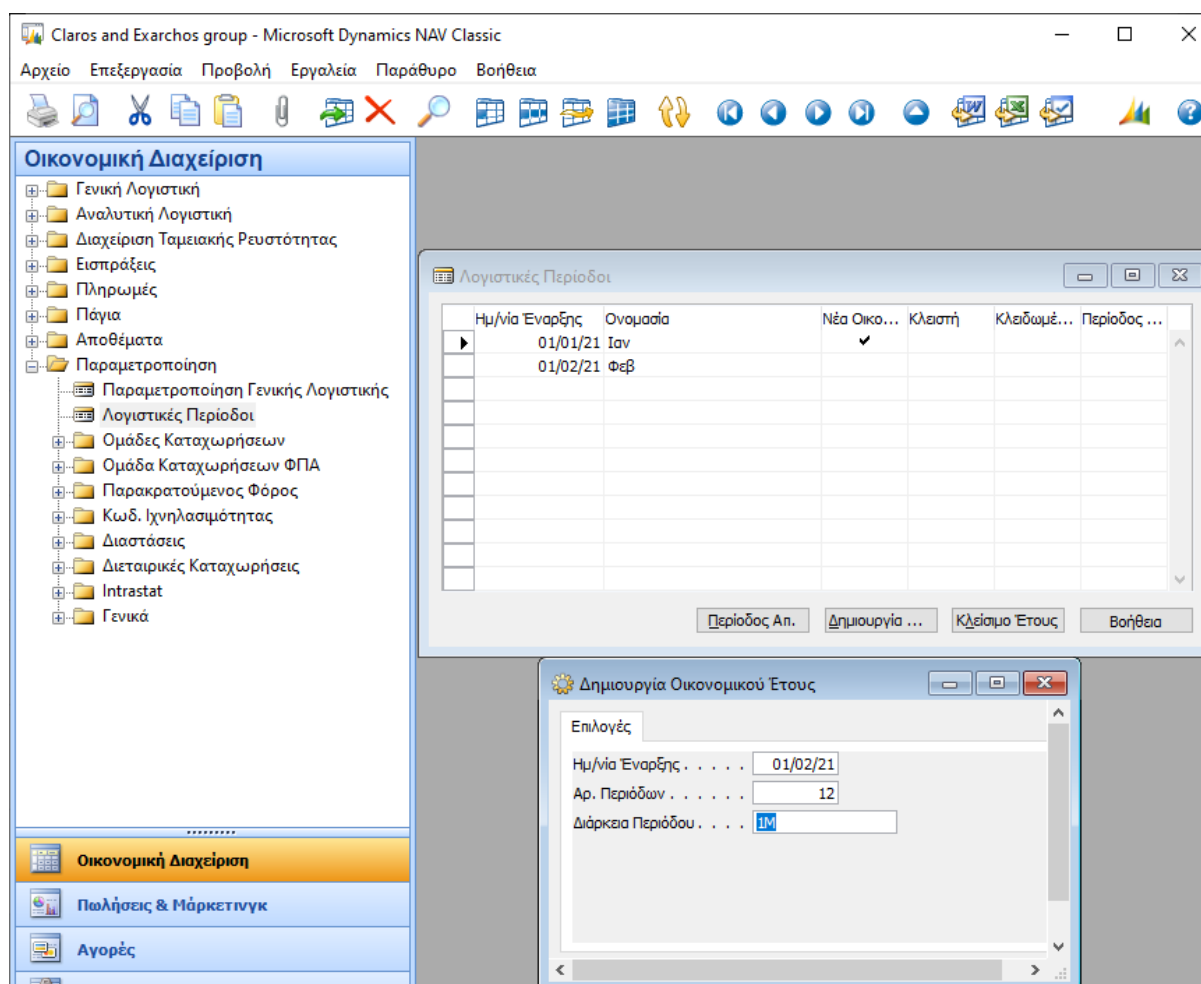 Claros and Exarchos group - Microsoft Dynamics NAV Classic
Αρχείο Επεξεργασία Προβολή Εργαλεία Παράθυρο Βοήθεια
Οικονομική Διαχείριση
Γενική Λογιστική
Αναλυτική Λογιστική
Διαχείριση Ταμειακής Ρευστότητας
Εισπράξεις
Πληρωμές
Πάγια
Αποθέματα
Παραμετροποίηση
Παραμετροποίηση Γενικής Λογιστικής
Λογιστικές Περίοδοι
Ομάδες Καταχωρήσεων
Ομάδα Καταχωρήσεων ΦΠΑ
Παρακρατούμενος Φόρος
Κωδ. Ιχνηλασιμότητας
Διαστάσεις
Διεταιρικές Καταχωρήσεις
Intrastat
Γενικά
Οικονομική Διαχείριση
Πωλήσεις & Μάρκετινγκ
Αγορές
Λογιστικές Περίοδοι
Ημ/νία Έναρξης Ονομασία Νέα Οικο... Κλειστή Κλειδωμέ... Περίοδος ...
01/01/21 Ιαν ✔
01/02/21 Φεβ
Περίοδος Απ. Δημιουργία ... Κλείσιμο Έτους Βοήθεια
Δημιουργία Οικονομικού Έτους
Επιλογές
Ημ/νία Έναρξης . . . . . 01/02/21
Αρ. Περιόδων . . . . . . 12
Διάρκεια Περιόδου . . . . 1M